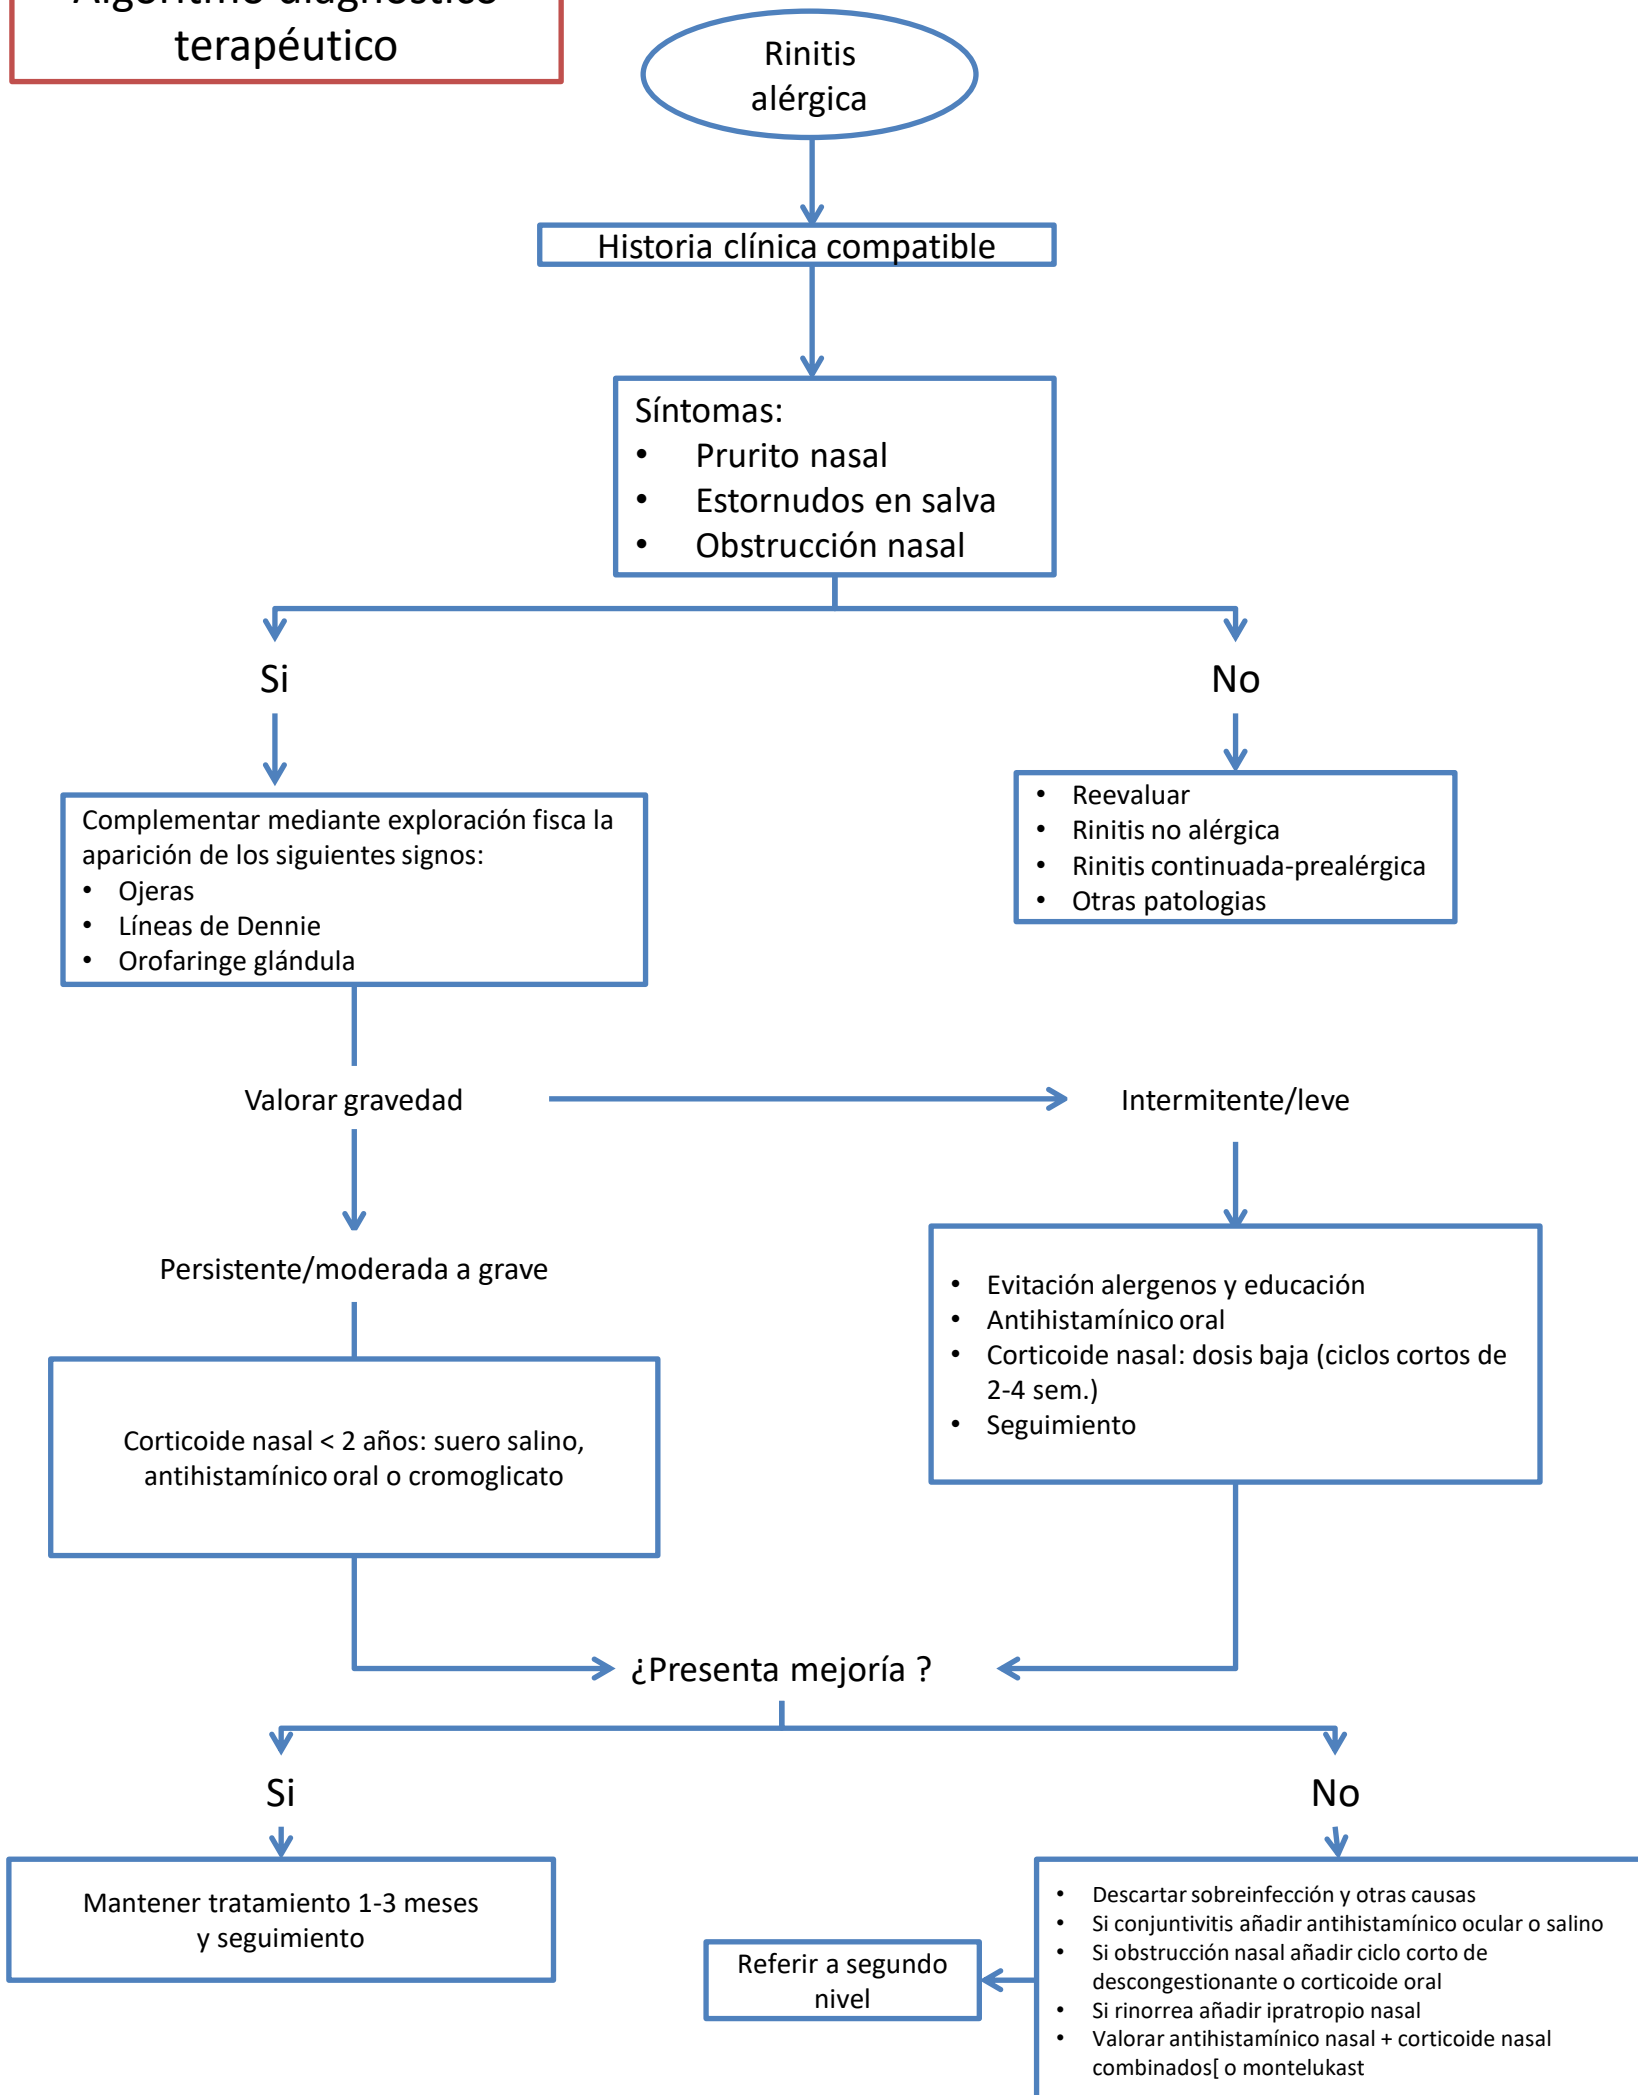 Algoritmo diagnóstico
terapéutico
Rinitis
alérgica
Historia clínica compatible
Síntomas:
• Prurito nasal
• Estornudos en salva
• Obstrucción nasal
Si
No
Complementar mediante exploración fisca la
aparición de los siguientes signos:
• Ojeras
• Líneas de Dennie
• Orofaringe glándula
• Reevaluar
• Rinitis no alérgica
• Rinitis continuada-prealérgica
• Otras patologias
Valorar gravedad
Intermitente/leve
Persistente/moderada a grave
• Evitación alergenos y educación
• Antihistamínico oral
• Corticoide nasal: dosis baja (ciclos cortos de
2-4 sem.)
• Seguimiento
Corticoide nasal < 2 años: suero salino,
antihistamínico oral o cromoglicato
¿Presenta mejoría ?
Si
No
Mantener tratamiento 1-3 meses
y seguimiento
Referir a segundo
nivel
• Descartar sobreinfección y otras causas
• Si conjuntivitis añadir antihistamínico ocular o salino
• Si obstrucción nasal añadir ciclo corto de
descongestionante o corticoide oral
• Si rinorrea añadir ipratropio nasal
• Valorar antihistamínico nasal + corticoide nasal
combinados[ o montelukast